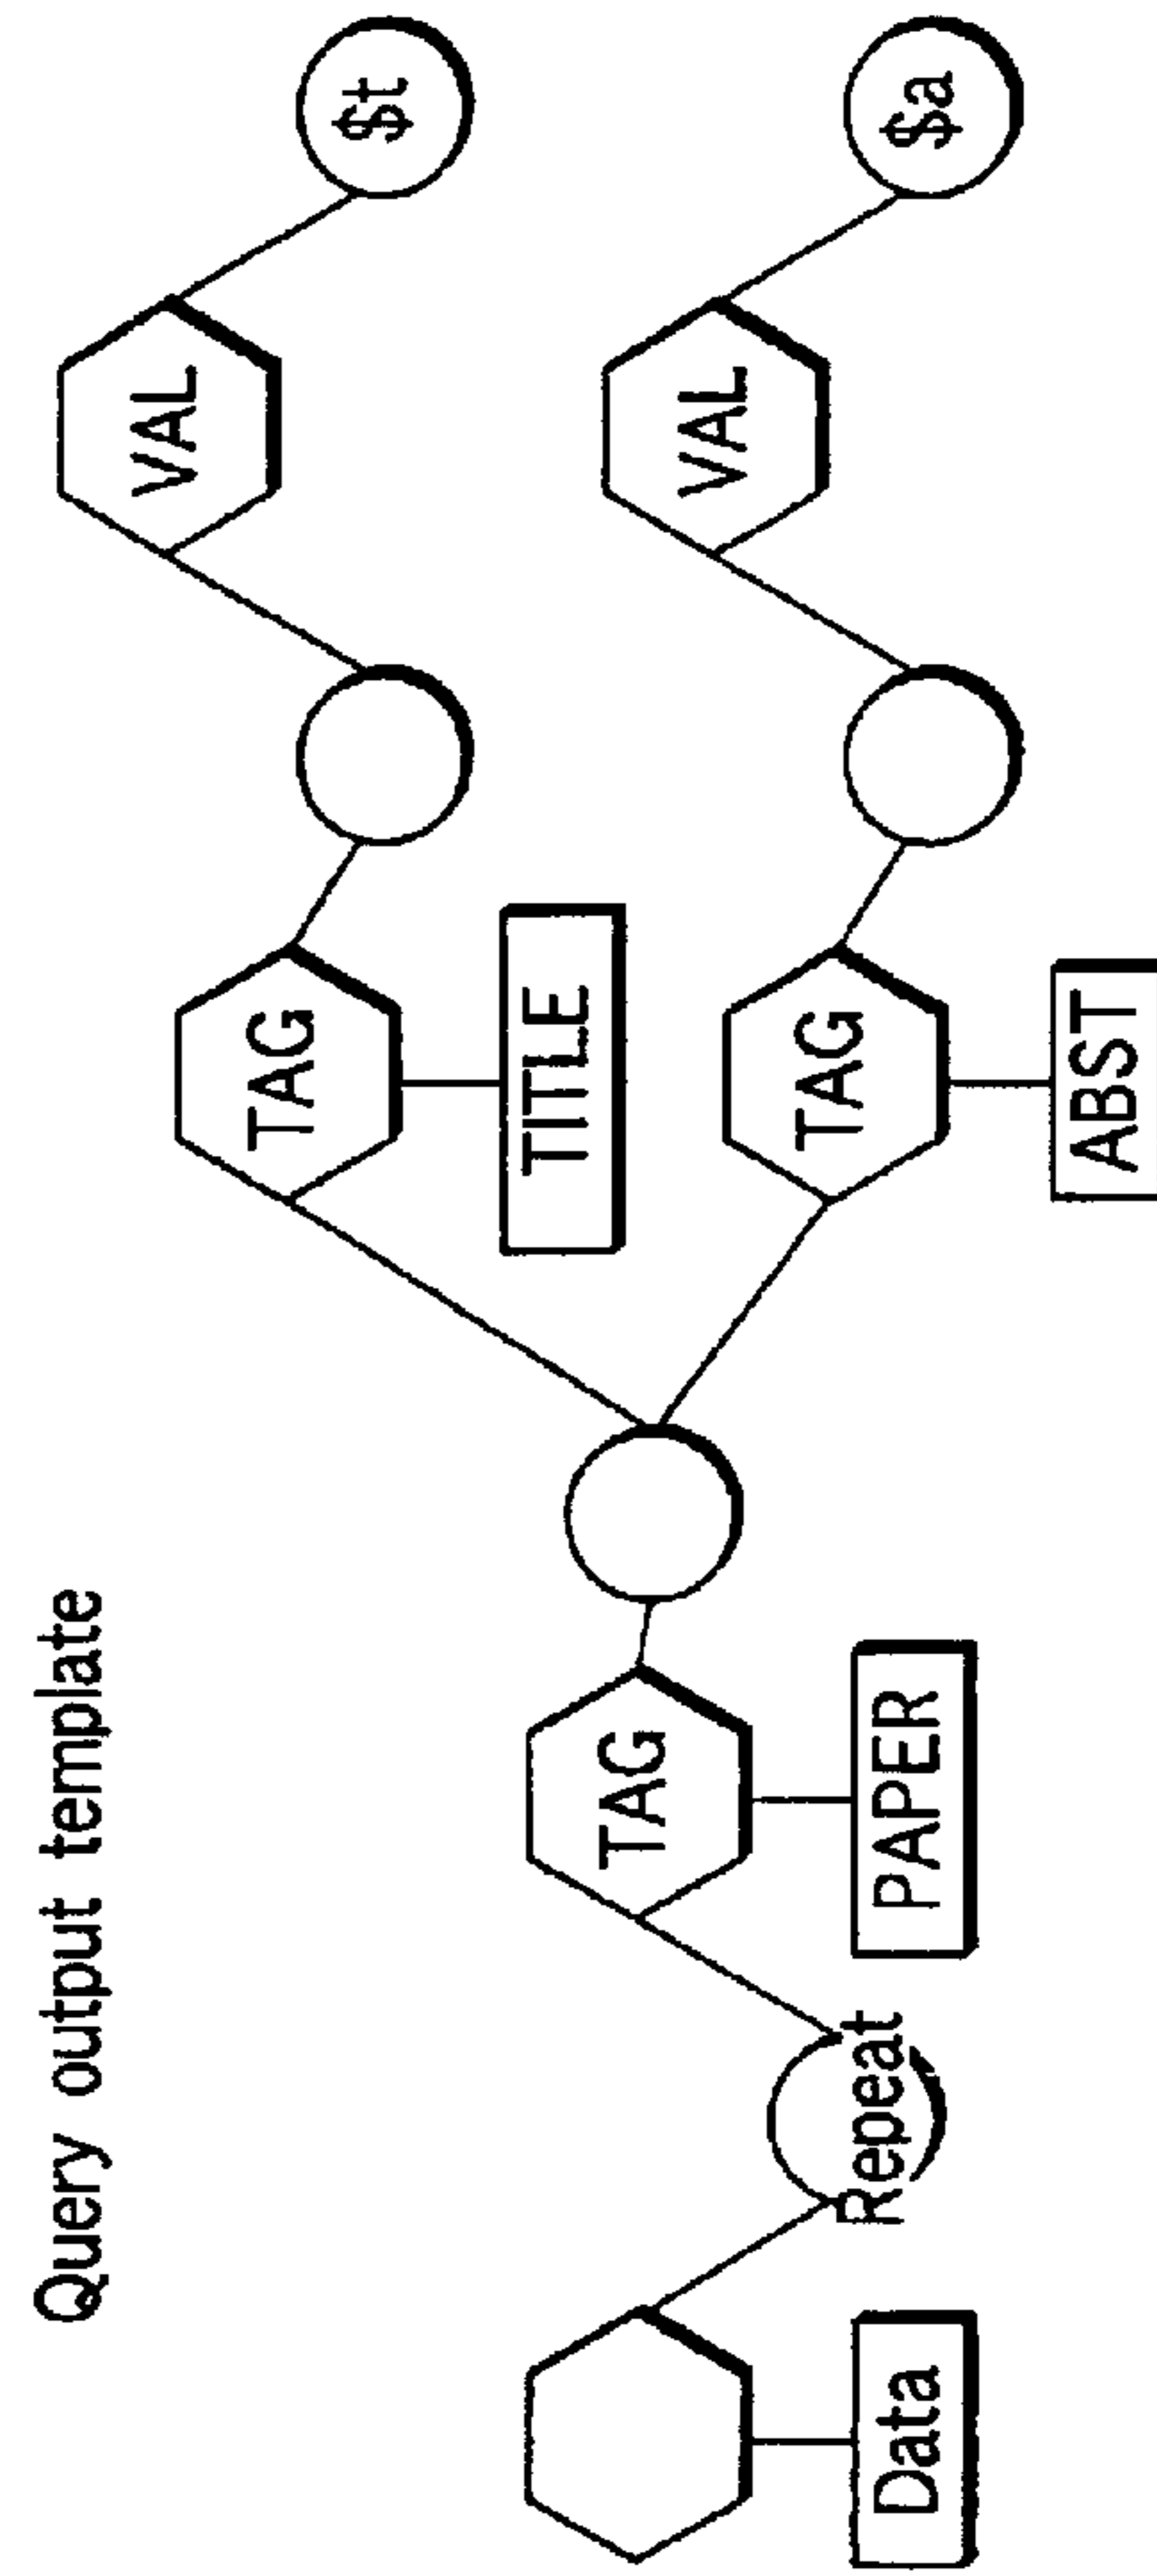 Query output template
Data
Repeat
TAG
PAPER
TAG
TITLE
VAL
$t
TAG
ABST
VAL
$a